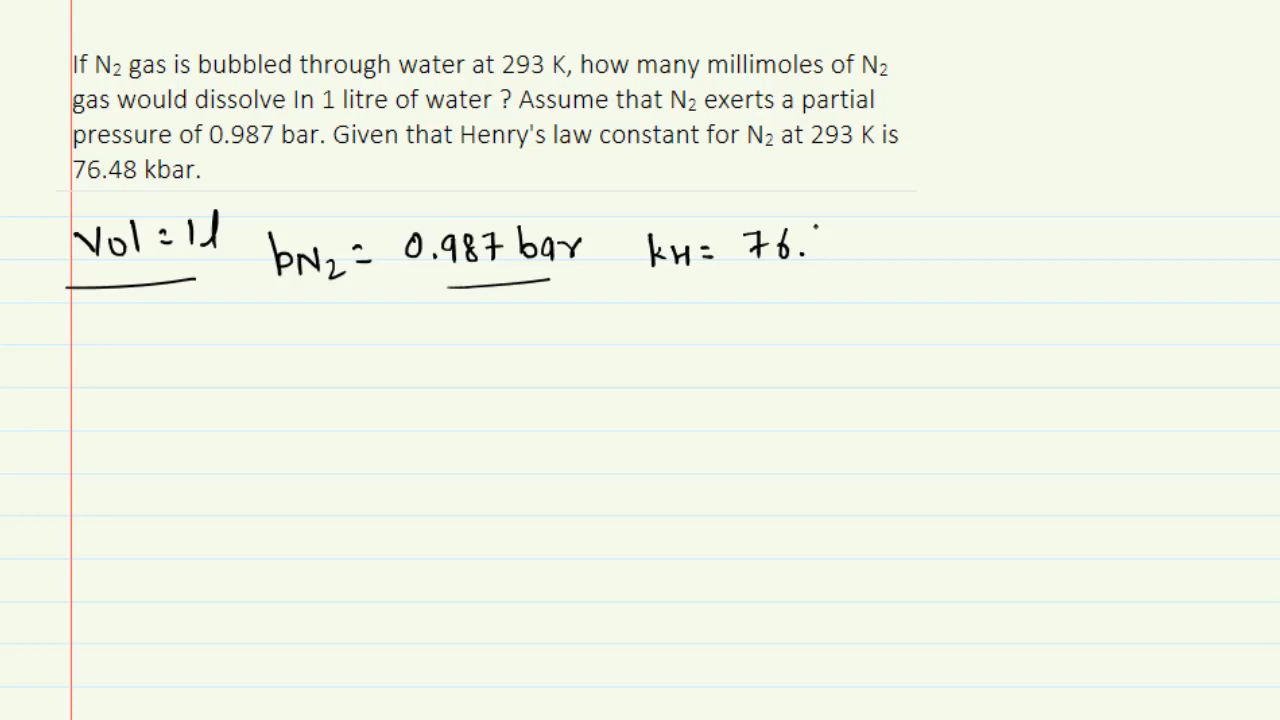 If N₂ gas is bubbled through water at 293 K, how many millimoles of N₂
gas would dissolve In 1 litre of water ? Assume that N₂ exerts a partial
pressure of 0.987 bar. Given that Henry's law constant for N₂ at 293 K is
76.48 kbar.
Vol = 1l pN₂ = 0.987 bar kH = 76.